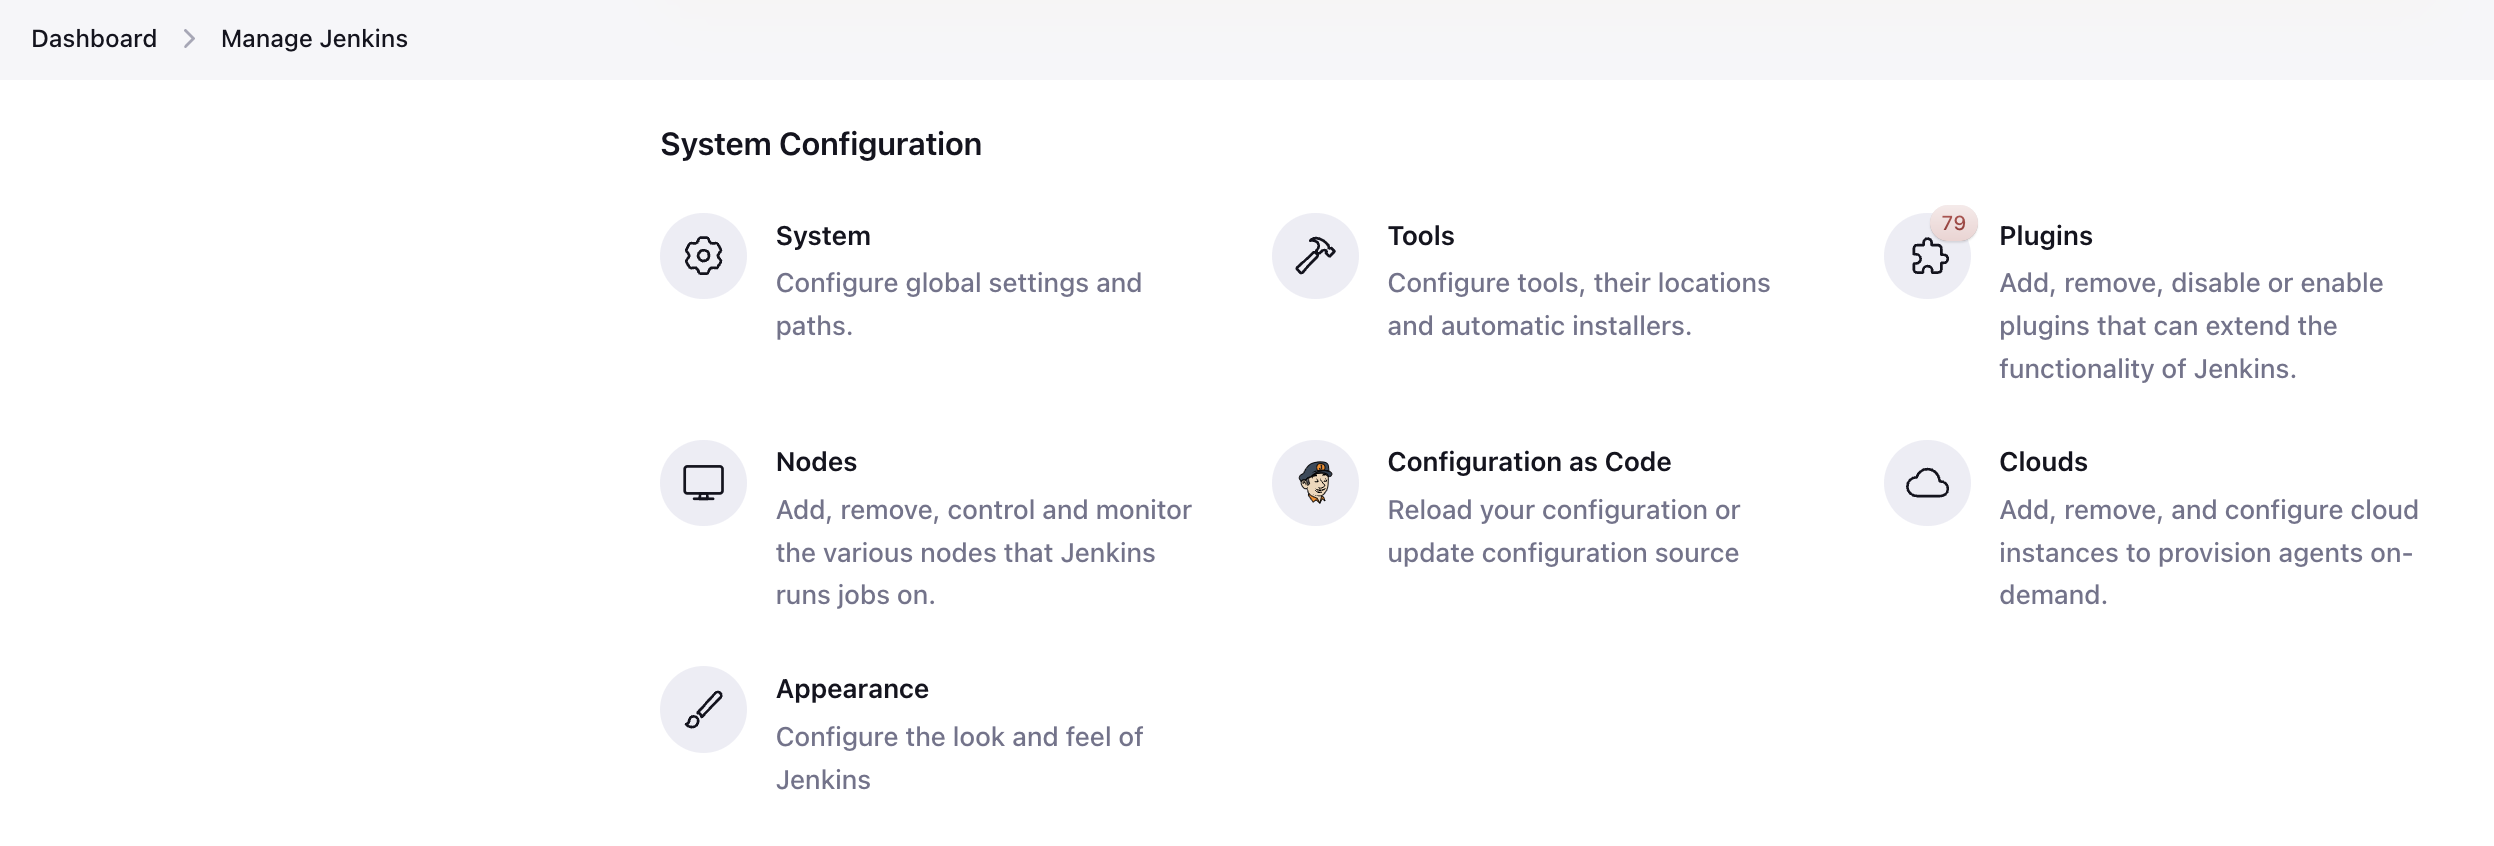 Dashboard
Manage Jenkins
System Configuration
System
Configure global settings and
paths.
Tools
Configure tools, their locations
and automatic installers.
79
Plugins
Add, remove, disable or enable
plugins that can extend the
functionality of Jenkins.
Nodes
Add, remove, control and monitor
the various nodes that Jenkins
runs jobs on.
Configuration as Code
Reload your configuration or
update configuration source
Clouds
Add, remove, and configure cloud
instances to provision agents on-
demand.
Appearance
Configure the look and feel of
Jenkins